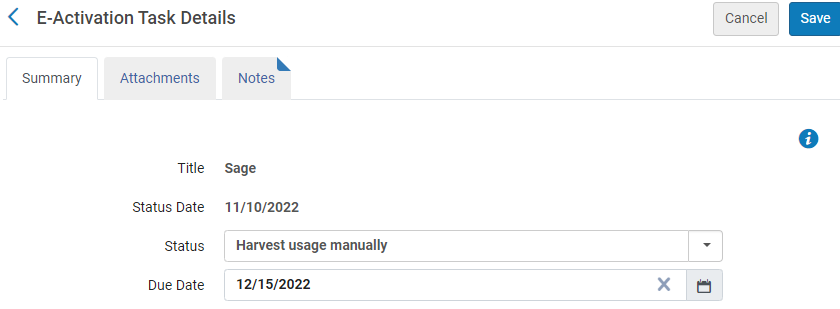 E-Activation Task Details
Cancel
Save
Summary
Attachments
Notes
Title Sage
Status Date 11/10/2022
Status Harvest usage manually
Due Date 12/15/2022